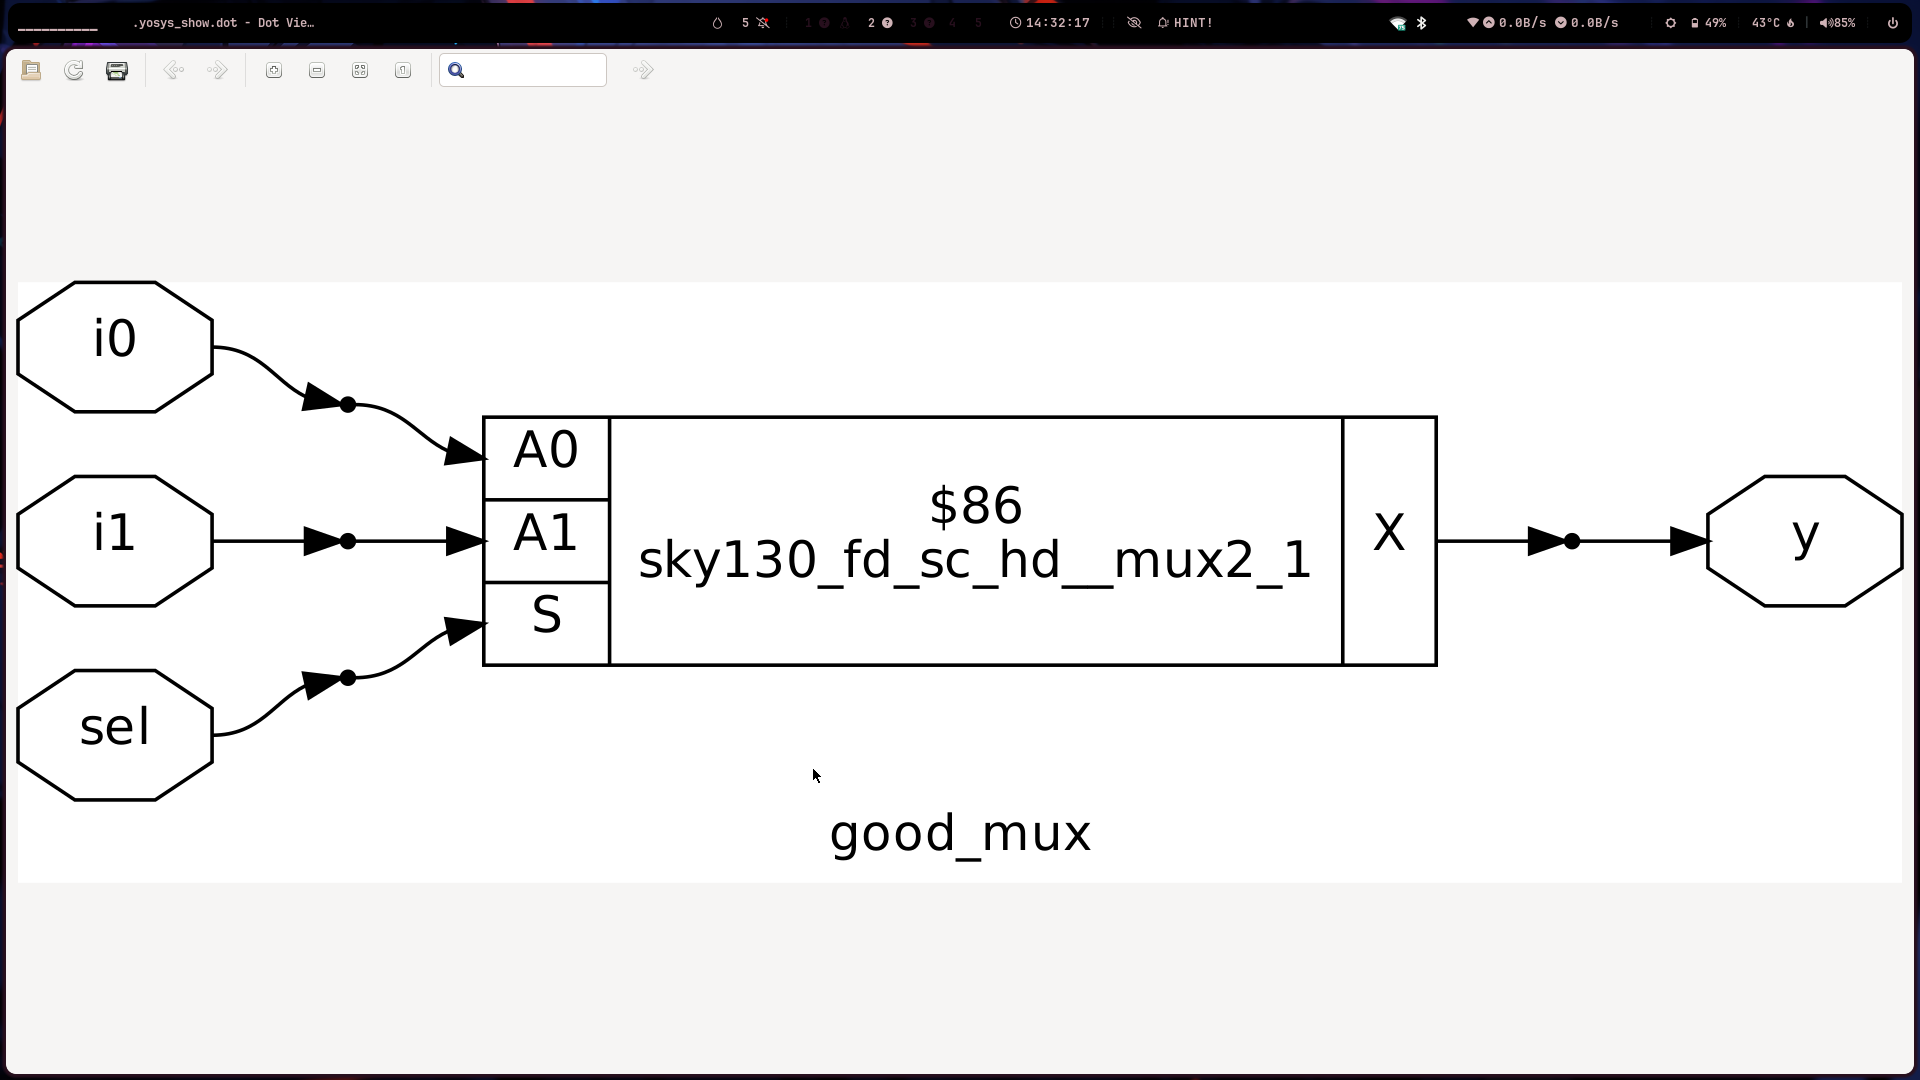 .yosys_show.dot - Dot Vie… 5 1 2 3 4 5 14:32:17 HINT! 0.0B/s 0.0B/s 49% 43°C 85%
i0
A0
i1
A1
$86
sky130_fd_sc_hd__mux2_1
X
y
S
sel
good_mux